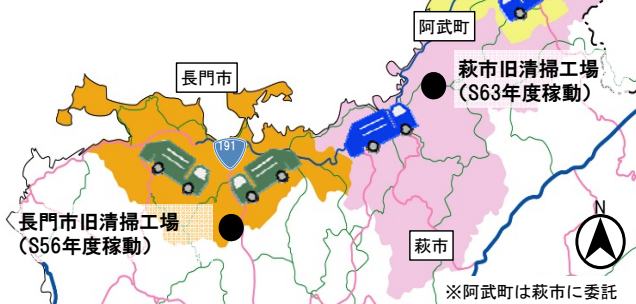 阿武町
長門市
萩市旧清掃工場
（S63年度稼動）
191
長門市旧清掃工場
（S56年度稼動）
萩市
N
※阿武町は萩市に委託